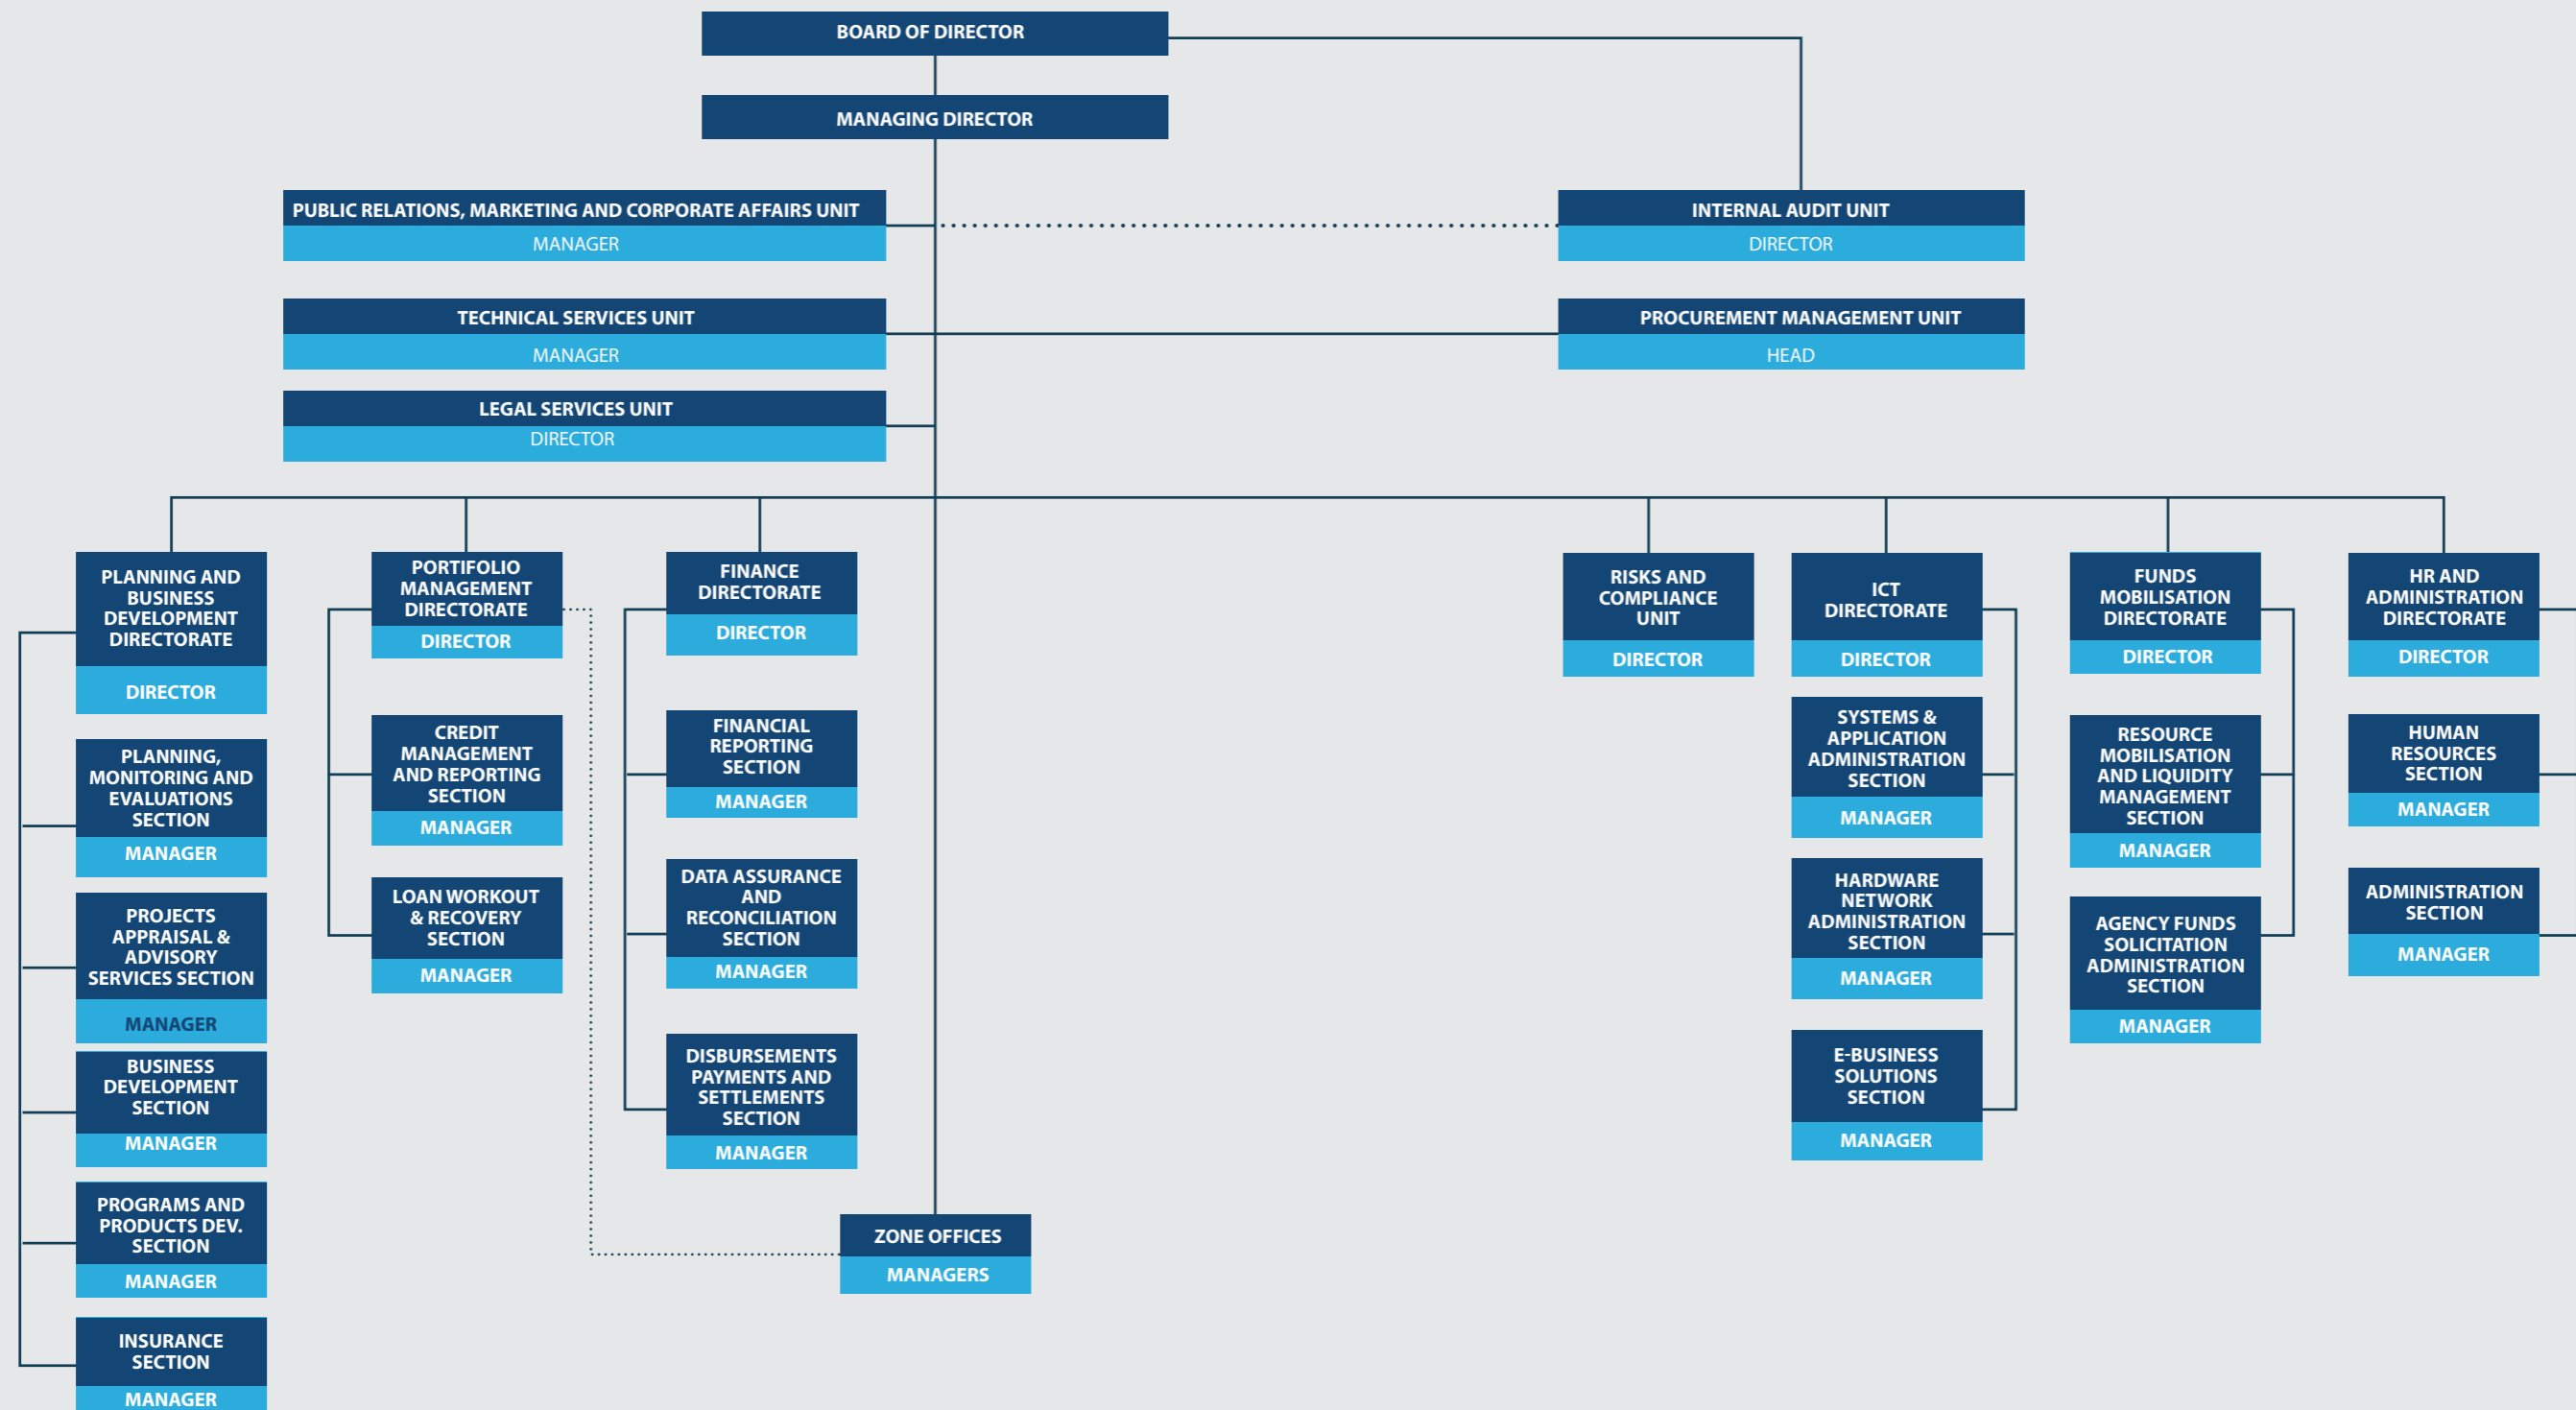 BOARD OF DIRECTOR
MANAGING DIRECTOR
PUBLIC RELATIONS, MARKETING AND CORPORATE AFFAIRS UNIT
MANAGER
INTERNAL AUDIT UNIT
DIRECTOR
TECHNICAL SERVICES UNIT
MANAGER
PROCUREMENT MANAGEMENT UNIT
HEAD
LEGAL SERVICES UNIT
DIRECTOR
PLANNING AND
BUSINESS
DEVELOPMENT
DIRECTORATE
DIRECTOR
PLANNING,
MONITORING AND
EVALUATIONS
SECTION
MANAGER
PROJECTS
APPRAISAL &
ADVISORY
SERVICES SECTION
MANAGER
BUSINESS
DEVELOPMENT
SECTION
MANAGER
PROGRAMS AND
PRODUCTS DEV.
SECTION
MANAGER
INSURANCE
SECTION
MANAGER
PORTIFOLIO
MANAGEMENT
DIRECTORATE
DIRECTOR
CREDIT
MANAGEMENT
AND REPORTING
SECTION
MANAGER
LOAN WORKOUT
& RECOVERY
SECTION
MANAGER
FINANCE
DIRECTORATE
DIRECTOR
FINANCIAL
REPORTING
SECTION
MANAGER
DATA ASSURANCE
AND
RECONCILIATION
SECTION
MANAGER
DISBURSEMENTS
PAYMENTS AND
SETTLEMENTS
SECTION
MANAGER
ZONE OFFICES
MANAGERS
RISKS AND
COMPLIANCE
UNIT
DIRECTOR
ICT
DIRECTORATE
DIRECTOR
SYSTEMS &
APPLICATION
ADMINISTRATION
SECTION
MANAGER
HARDWARE
NETWORK
ADMINISTRATION
SECTION
MANAGER
E-BUSINESS
SOLUTIONS
SECTION
MANAGER
FUNDS
MOBILISATION
DIRECTORATE
DIRECTOR
RESOURCE
MOBILISATION
AND LIQUIDITY
MANAGEMENT
SECTION
MANAGER
AGENCY FUNDS
SOLICITATION
ADMINISTRATION
SECTION
MANAGER
HR AND
ADMINISTRATION
DIRECTORATE
DIRECTOR
HUMAN
RESOURCES
SECTION
MANAGER
ADMINISTRATION
SECTION
MANAGER